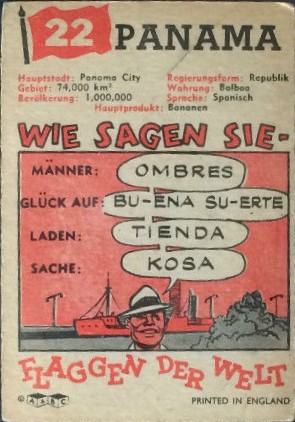 22 PANAMA
Hauptstadt: Panama City
Gebiet: 74,000 km²
Bevölkerung: 1,000,000
Regierungsform: Republik
Wahrung: Balboa
Sprache: Spanisch
Hauptprodukt: Bananen
WIE SAGEN SIE-
MÄNNER: OMBRES
GLÜCK AUF: BU-ENA SU-ERTE
LADEN: TIENDA
SACHE: KOSA
FLAGGEN DER WELT
© A&BC PRINTED IN ENGLAND